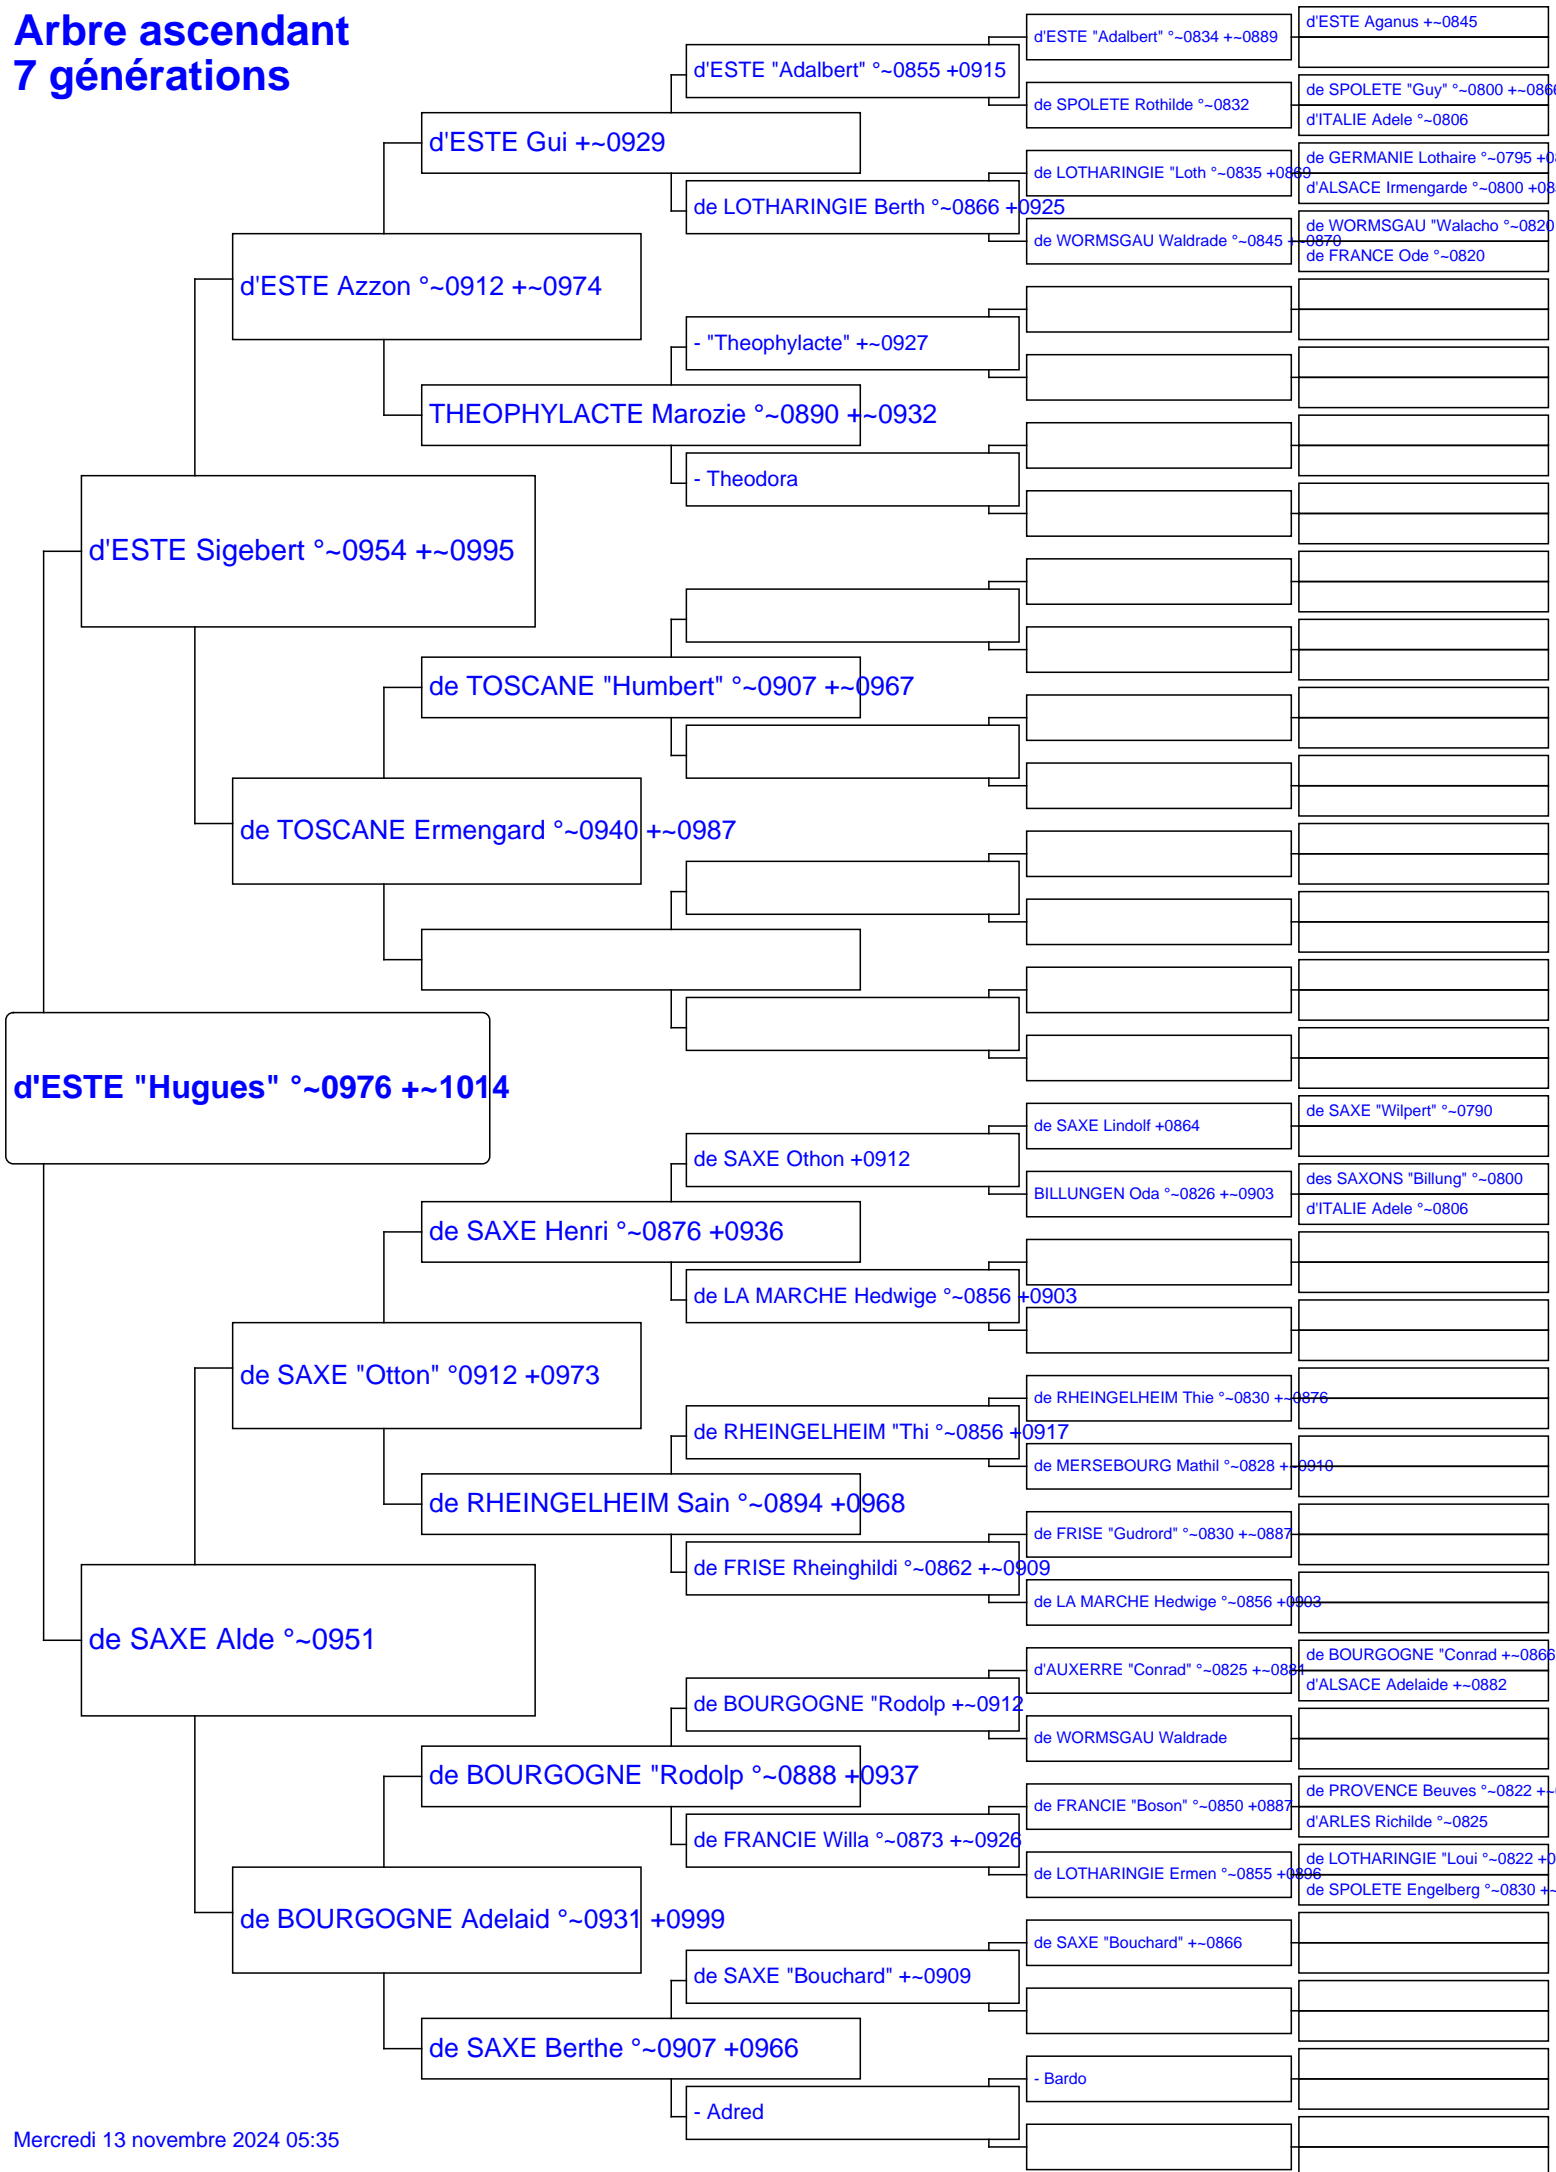 Arbre ascendant
7 générations
d'ESTE "Hugues" °~0976 +~1014
d'ESTE Sigebert °~0954 +~0995
de SAXE Alde °~0951
d'ESTE Azzon °~0912 +~0974
de TOSCANE Ermengard °~0940 +~0987
de SAXE "Otton" °0912 +0973
de BOURGOGNE Adelaid °~0931 +0999
d'ESTE Gui +~0929
THEOPHYLACTE Marozie °~0890 +~0932
de TOSCANE "Humbert" °~0907 +~0967
de SAXE Henri °~0876 +0936
de RHEINGELHEIM Sain °~0894 +0968
de BOURGOGNE "Rodolp °~0888 +0937
de SAXE Berthe °~0907 +0966
d'ESTE "Adalbert" °~0855 +0915
de LOTHARINGIE Berth °~0866 +0925
- "Theophylacte" +~0927
- Theodora
de SAXE Othon +0912
de LA MARCHE Hedwige °~0856 +0903
de RHEINGELHEIM "Thi °~0856 +0917
de FRISE Rheinghildi °~0862 +~0909
de BOURGOGNE "Rodolp +~0912
de FRANCIE Willa °~0873 +~0926
de SAXE "Bouchard" +~0909
- Adred
d'ESTE "Adalbert" °~0834 +~0889
de SPOLETE Rothilde °~0832
de LOTHARINGIE "Loth °~0835 +0869
de WORMSGAU Waldrade °~0845 +~0870
de SAXE Lindolf +0864
BILLUNGEN Oda °~0826 +~0903
de RHEINGELHEIM Thie °~0830 +~0876
de MERSEBOURG Mathil °~0828 +~0910
de FRISE "Gudrord" °~0830 +~0887
de LA MARCHE Hedwige °~0856 +0903
d'AUXERRE "Conrad" °~0825 +~0881
de WORMSGAU Waldrade
de FRANCIE "Boson" °~0850 +0887
de LOTHARINGIE Ermen °~0855 +0896
de SAXE "Bouchard" +~0866
- Bardo
d'ESTE Aganus +~0845
de SPOLETE "Guy" °~0800 +~0866
d'ITALIE Adele °~0806
de GERMANIE Lothaire °~0795
d'ALSACE Irmengarde °~0800
de WORMSGAU "Walacho °~0820
de FRANCE Ode °~0820
de SAXE "Wilpert" °~0790
des SAXONS "Billung" °~0800
d'ITALIE Adele °~0806
de BOURGOGNE "Conrad +~0866
d'ALSACE Adelaide +~0882
de PROVENCE Beuves °~0822
d'ARLES Richilde °~0825
de LOTHARINGIE "Loui °~0822
de SPOLETE Engelberg °~0830
Mercredi 13 novembre 2024 05:35